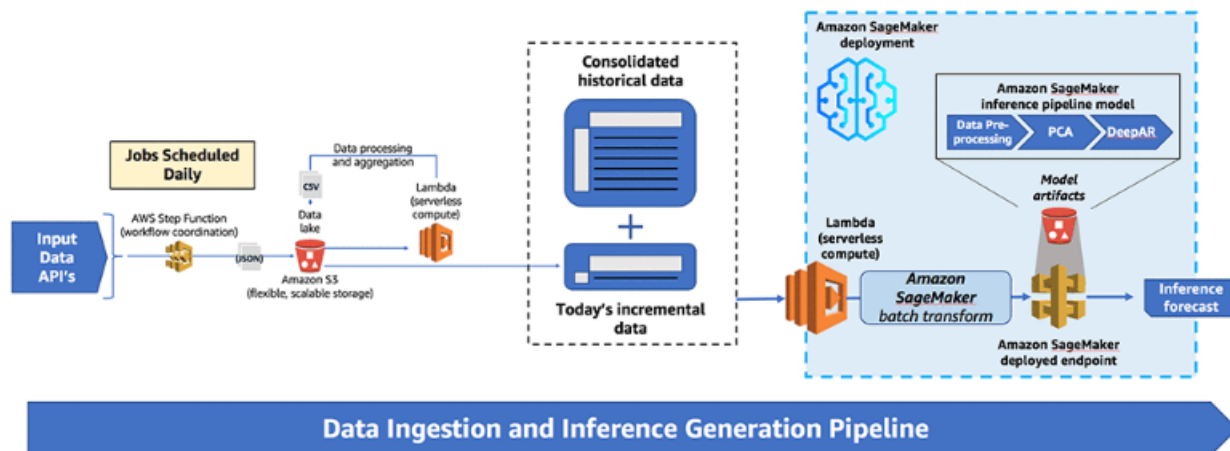 Jobs Scheduled
Daily
Input
Data
API's
AWS Step Function
(workflow coordination)
(JSON)
CSV
Data
lake
Amazon S3
(flexible, scalable storage)
Data processing
and aggregation
Lambda
(serverless
compute)
Consolidated
historical data
+
Today's incremental
data
Amazon SageMaker
deployment
Amazon SageMaker
inference pipeline model
Data Pre-
processing
PCA
DeepAR
Model
artifacts
Lambda
(serverless
compute)
Amazon
SageMaker
batch transform
Amazon SageMaker
deployed endpoint
Inference
forecast
Data Ingestion and Inference Generation Pipeline